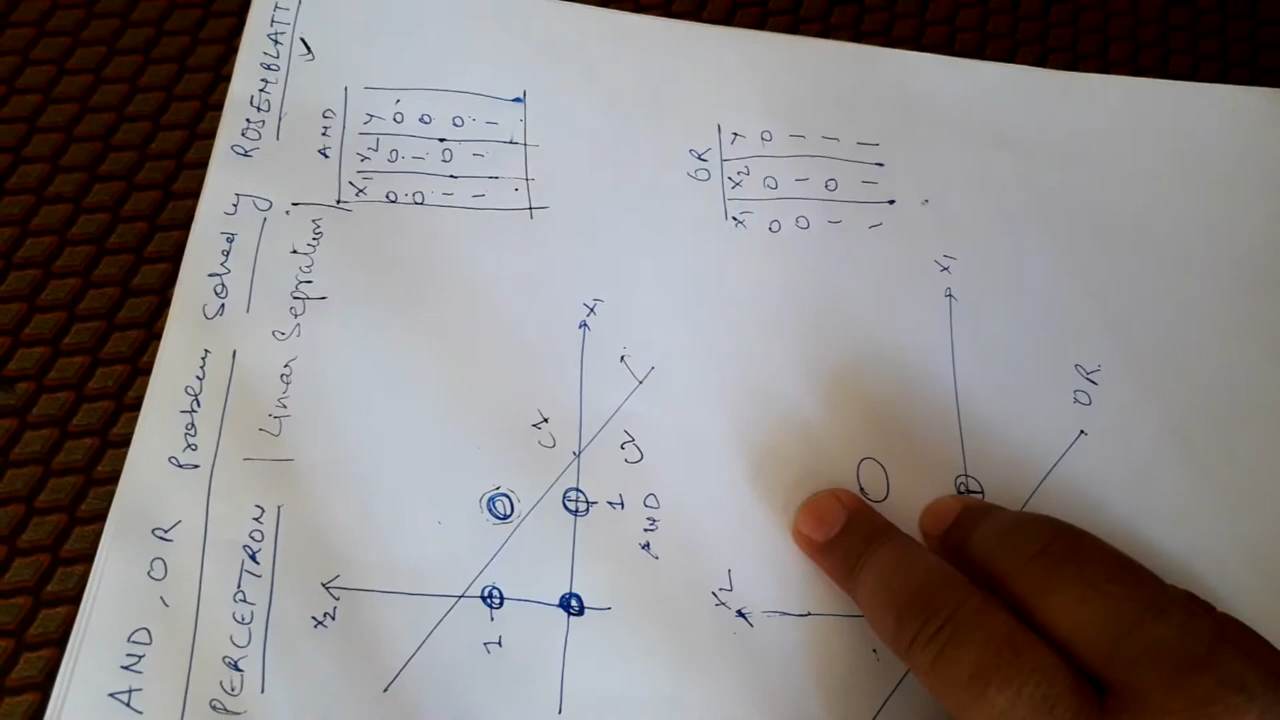 AND, OR Problem Solved by ROSENBLATT
PERCEPTRON | Linear Sepration |
AND
X1 X2 Y
0 0 0
0 1 0
1 0 0
1 1 1
X2
X1
1
1
C1
C2
AND
OR
X1 X2 Y
0 0 0
0 1 1
1 0 1
1 1 1
X2
X1
OR